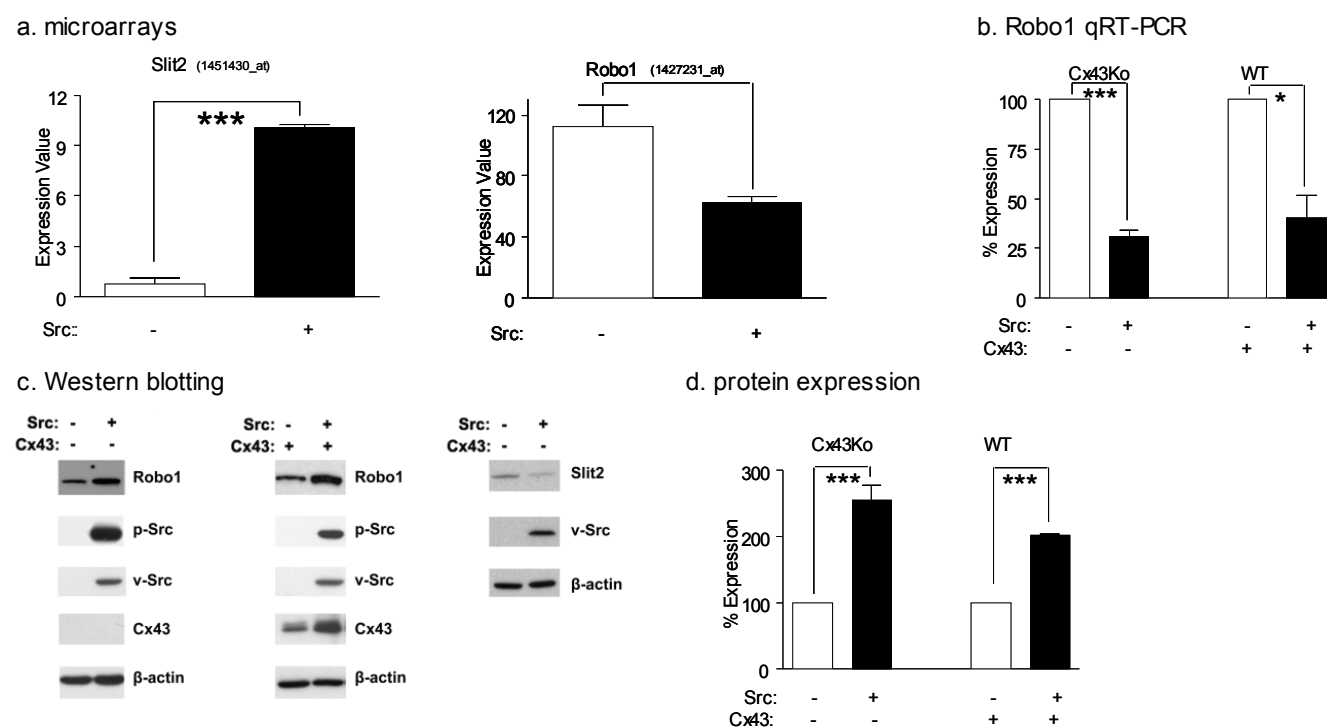 a. microarrays
Slit2 (1451430_at)
***
Expression Value
12
9
6
3
0
Src:: - +
Robo1 (1427231_at)
Expression Value
120
80
60
40
0
Src: - +
b. Robo1 qRT-PCR
Cx43Ko WT
*** *
% Expression
100
75
50
25
0
Src: - + - +
Cx43: - - + +
c. Western blotting
Src: - +
Cx43: - -
Robo1
p-Src
v-Src
Cx43
β-actin
Src: - +
Cx43: + +
Robo1
p-Src
v-Src
Cx43
β-actin
Src: - +
Cx43: - -
Slit2
v-Src
β-actin
d. protein expression
Cx43Ko WT
*** ***
% Expression
300
200
100
0
Src: - + - +
Cx43: - - + +